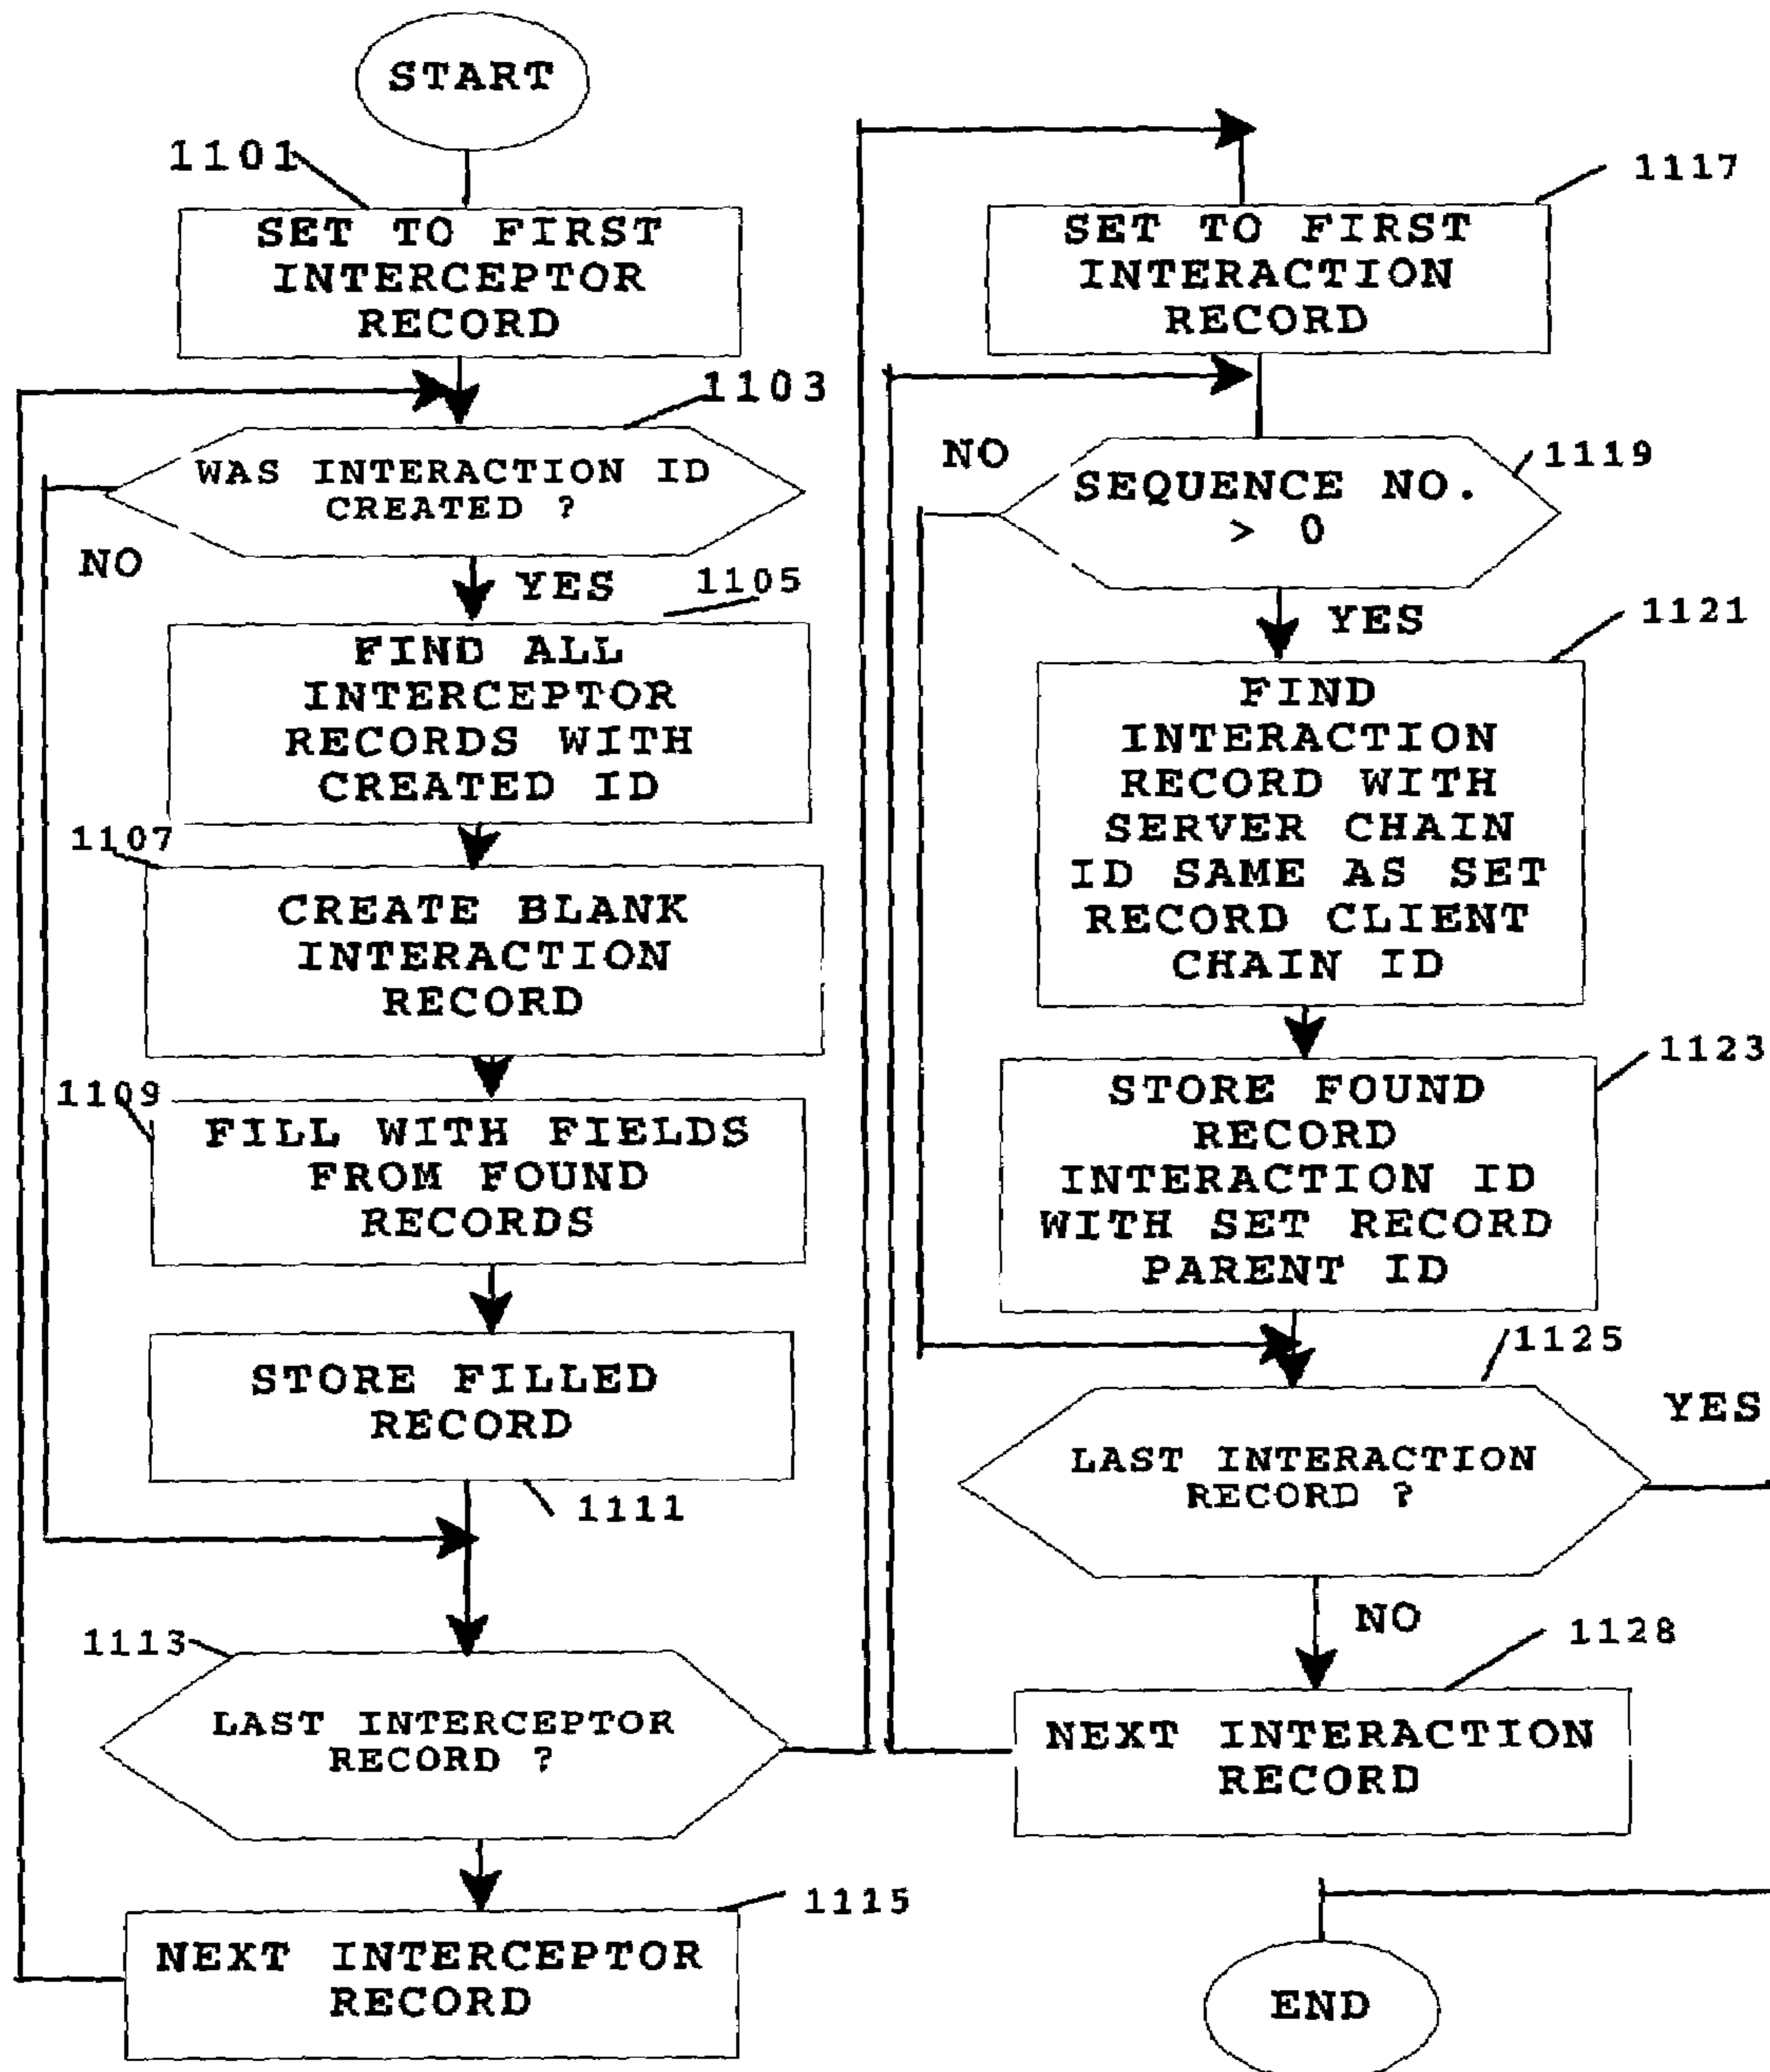 START
1101
SET TO FIRST
INTERCEPTOR
RECORD
1103
WAS INTERACTION ID
CREATED ?
NO
YES
1105
FIND ALL
INTERCEPTOR
RECORDS WITH
CREATED ID
1107
CREATE BLANK
INTERACTION
RECORD
1109
FILL WITH FIELDS
FROM FOUND
RECORDS
STORE FILLED
RECORD
1111
1113
LAST INTERCEPTOR
RECORD ?
1115
NEXT INTERCEPTOR
RECORD
1117
SET TO FIRST
INTERACTION
RECORD
NO
1119
SEQUENCE NO.
> 0
YES
1121
FIND
INTERACTION
RECORD WITH
SERVER CHAIN
ID SAME AS SET
RECORD CLIENT
CHAIN ID
1123
STORE FOUND
RECORD
INTERACTION ID
WITH SET RECORD
PARENT ID
1125
YES
LAST INTERACTION
RECORD ?
NO
1128
NEXT INTERACTION
RECORD
END